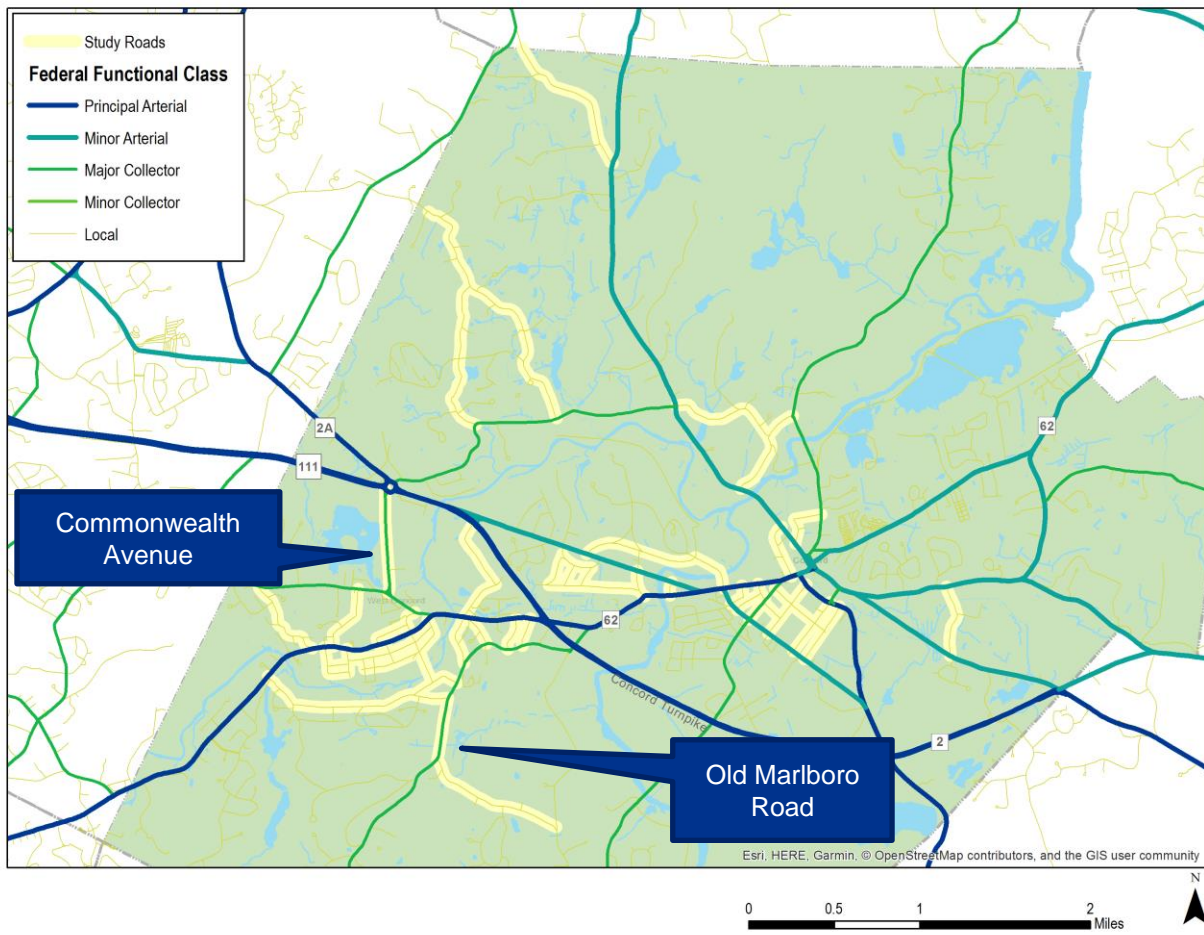 Study Roads
Federal Functional Class
Principal Arterial
Minor Arterial
Major Collector
Minor Collector
Local
2A
111
62
Commonwealth
Avenue
62
Concord Turnpike
2
Old Marlboro
Road
Esri, HERE, Garmin, © OpenStreetMap contributors, and the GIS user community
N
0 0.5 1 2
Miles